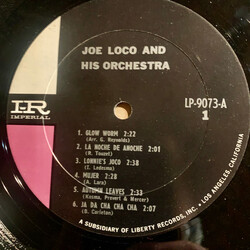 JOE LOCO AND
HIS ORCHESTRA
IR
IMPERIAL
LP-9073-A
1
1. GLOW WORM 2:22
(Arr. G. Reynolds)
2. LA NOCHE DE ANOCHE 2:01
(R. Touzet)
3. LONNIE'S JOCO 2:38
(T. Ledesma)
4. MUJER 2:00
(A. Lara)
5. AUTUMN LEAVES 2:33
(Kosma, Prevert & Mercer)
6. JA DA CHA CHA CHA 2:07
(B. Carleton)
A SUBSIDIARY OF LIBERTY RECORDS, INC., LOS ANGELES, CALIFORNIA